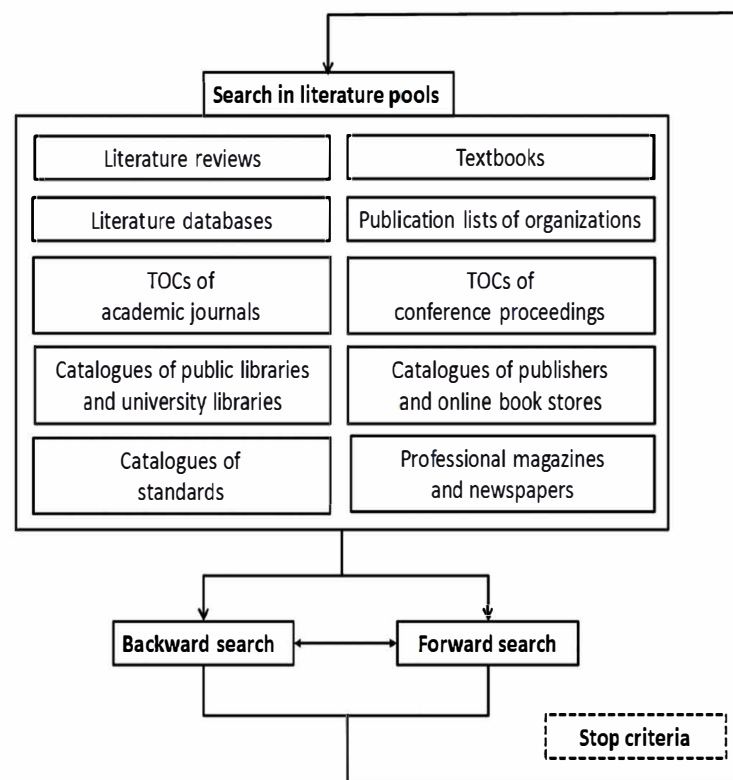 Search in literature pools
Literature reviews
Textbooks
Literature databases
Publication lists of organizations
TOCs of
academic journals
TOCs of
conference proceedings
Catalogues of public libraries
and university libraries
Catalogues of publishers
and online book stores
Catalogues of
standards
Professional magazines
and newspapers
Backward search
Forward search
Stop criteria